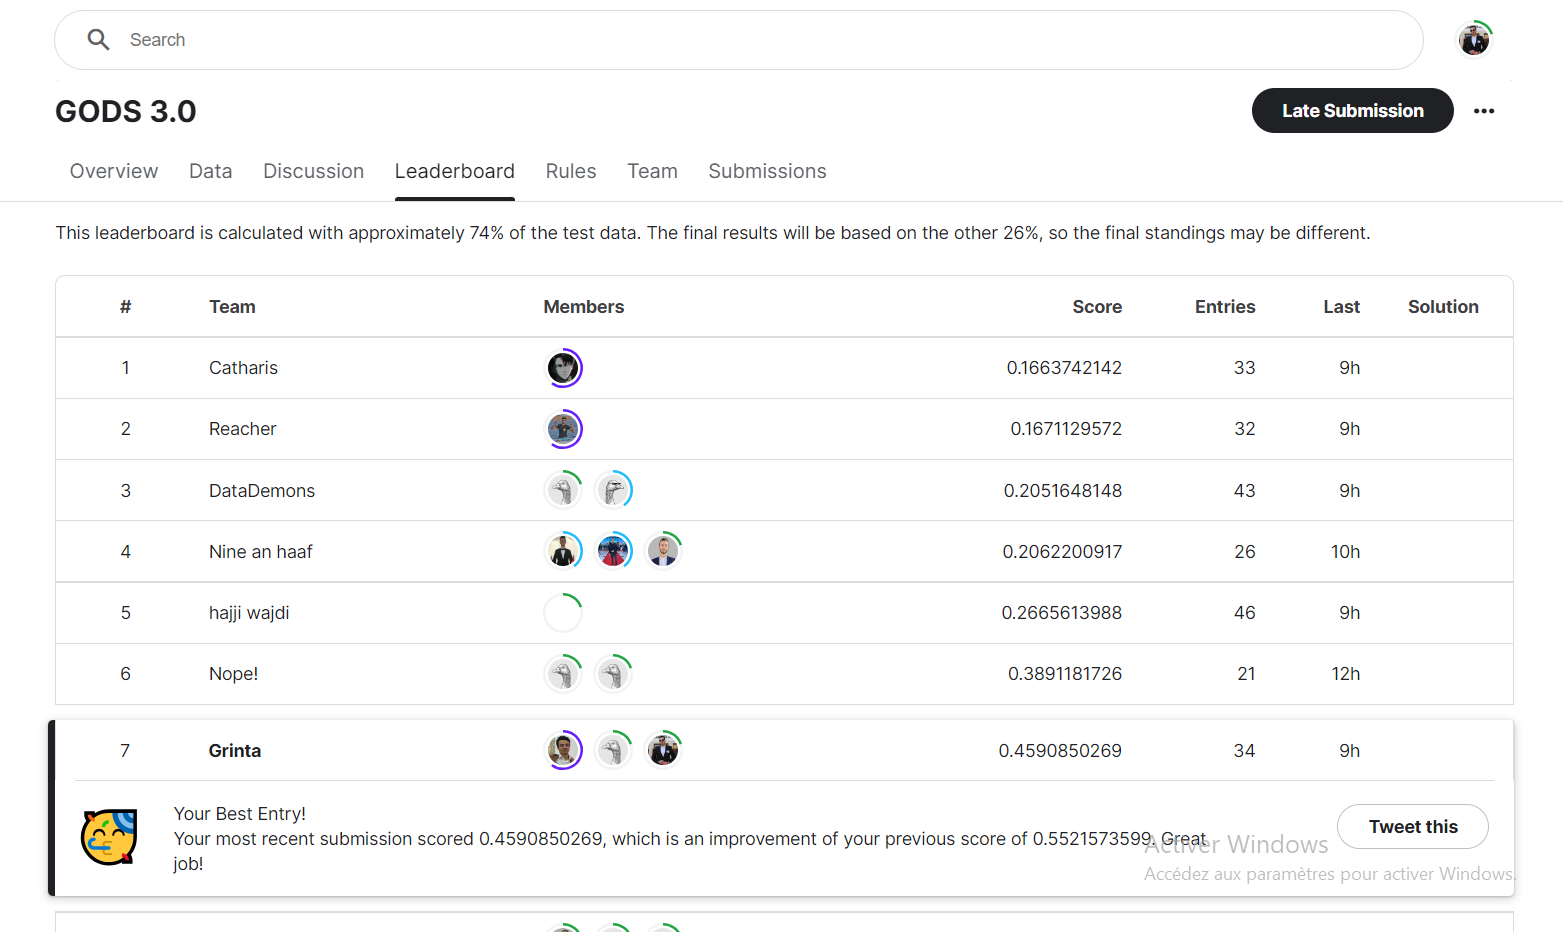 Search
GODS 3.0
Late Submission
Overview Data Discussion Leaderboard Rules Team Submissions
This leaderboard is calculated with approximately 74% of the test data. The final results will be based on the other 26%, so the final standings may be different.
# Team Members Score Entries Last Solution
1 Catharis 0.1663742142 33 9h
2 Reacher 0.1671129572 32 9h
3 DataDemons 0.2051648148 43 9h
4 Nine an haaf 0.2062200917 26 10h
5 hajji wajdi 0.2665613988 46 9h
6 Nope! 0.3891181726 21 12h
7 Grinta 0.4590850269 34 9h
Your Best Entry!
Your most recent submission scored 0.4590850269, which is an improvement of your previous score of 0.5521573599. Great
job!
Tweet this
Activer Windows
Accédez aux paramètres pour activer Windows.